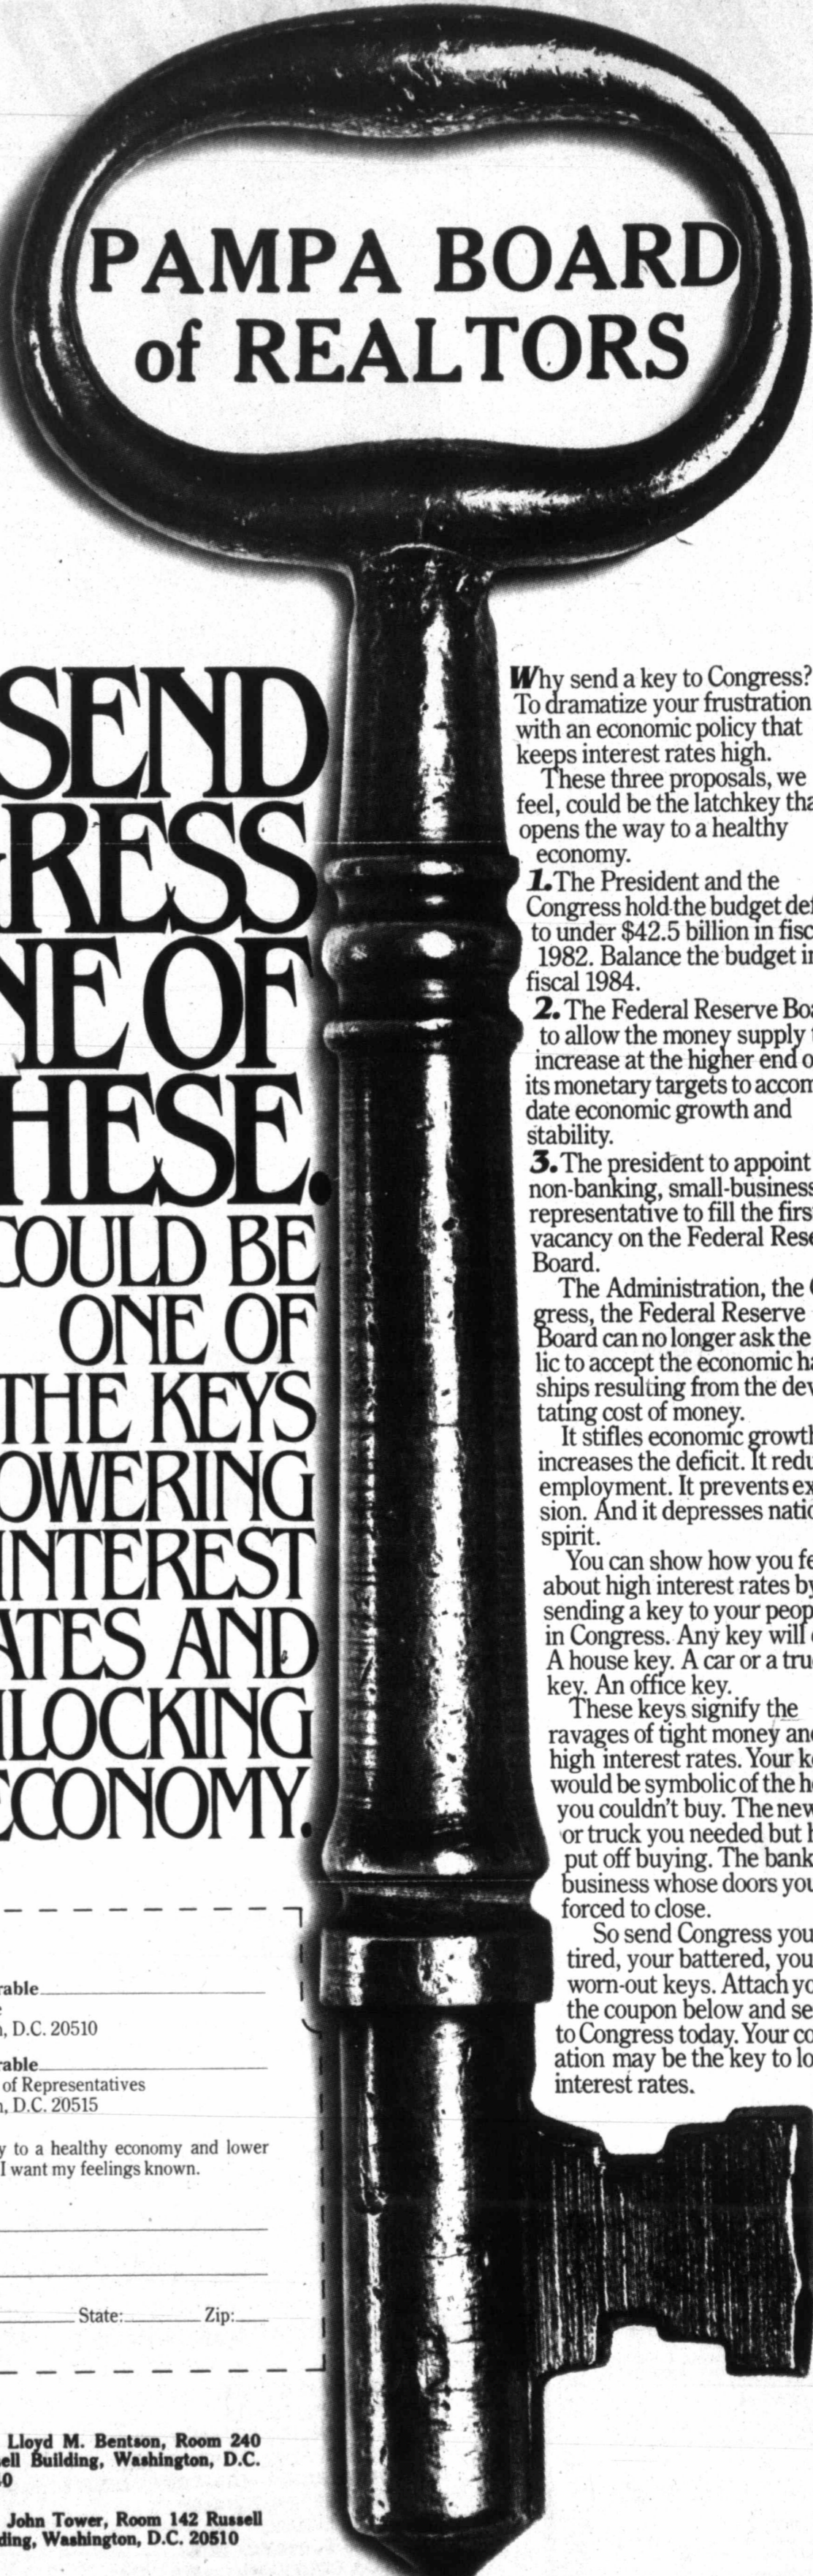 PAMPA BOARD
of REALTORS
SEND
RESS
NE OF
HESE.
COULD BE
ONE OF
THE KEYS
OWERING
INTEREST
ATES AND
LOCKING
ECONOMY.
Why send a key to Congress?
To dramatize your frustration
with an economic policy that
keeps interest rates high.
These three proposals, we
feel, could be the latchkey tha
opens the way to a healthy
economy.
1. The President and the
Congress hold the budget def
to under $42.5 billion in fisc
1982. Balance the budget in
fiscal 1984.
2. The Federal Reserve Boa
to allow the money supply
increase at the higher end o
its monetary targets to accom
date economic growth and
stability.
3. The president to appoint
non-banking, small-business
representative to fill the firs
vacancy on the Federal Rese
Board.
The Administration, the
gress, the Federal Reserve
Board can no longer ask the
lic to accept the economic ha
ships resulting from the dev
tating cost of money.
It stifles economic growth
increases the deficit. It redu
employment. It prevents ex
sion. And it depresses natio
spirit.
You can show how you fe
about high interest rates by
sending a key to your peop
in Congress. Any key will
A house key. A car or a tru
key. An office key.
These keys signify the
ravages of tight money and
high interest rates. Your k
would be symbolic of the h
you couldn't buy. The new
or truck you needed but h
put off buying. The bank
business whose doors you
forced to close.
So send Congress you
tired, your battered, you
worn-out keys. Attach yo
the coupon below and se
to Congress today. Your co
ation may be the key to lo
interest rates.
rable
, D.C. 20510
rable
of Representatives
, D.C. 20515
y to a healthy economy and lower
I want my feelings known.
State: Zip:
Lloyd M. Bentson, Room 240
ell Building, Washington, D.C.
0
John Tower, Room 142 Russell
ding, Washington, D.C. 20510